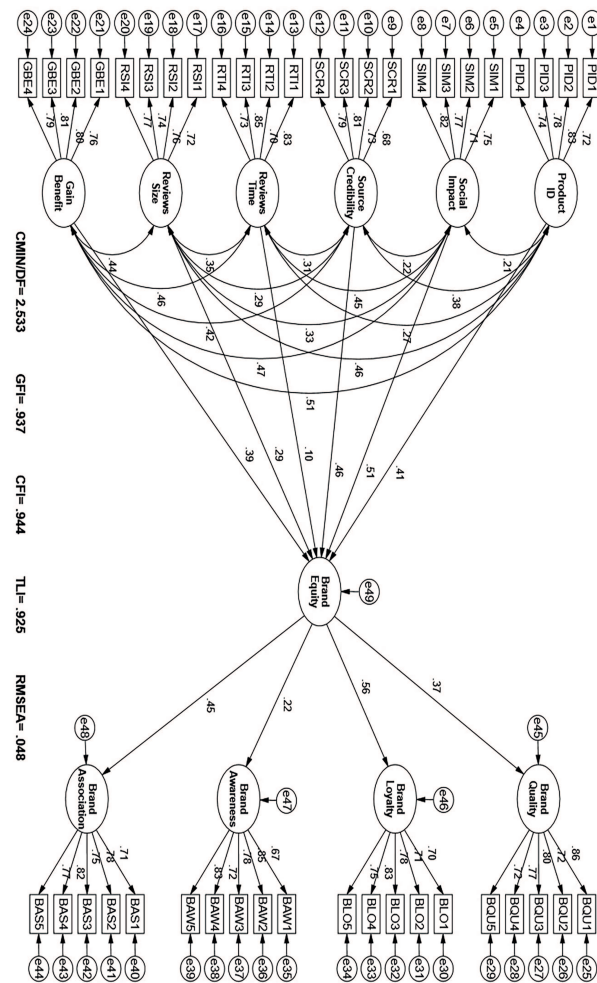 e1
PID1
.72
e2
PID2
.83
e3
PID3
.78
e4
PID4
.74
Product
ID
e5
SIM1
.75
e6
SIM2
.71
e7
SIM3
.77
e8
SIM4
.82
Social
Impact
e9
SCR1
.68
e10
SCR2
.73
e11
SCR3
.81
e12
SCR4
.79
Source
Credibility
e13
RTI1
.83
e14
RTI2
.70
e15
RTI3
.85
e16
RTI4
.73
Reviews
Time
e17
RSI1
.72
e18
RSI2
.76
e19
RSI3
.74
e20
RSI4
.77
Reviews
Size
e21
GBE1
.76
e22
GBE2
.80
e23
GBE3
.81
e24
GBE4
.79
Gain
Benefit
.21
.22
.31
.35
.44
.38
.45
.29
.46
.27
.33
.42
.46
.47
.51
.41
.51
.46
.10
.29
.39
e49
Brand
Equity
.37
.56
.22
.45
e45
Brand
Quality
.86
BQU1
e25
.72
BQU2
e26
.80
BQU3
e27
.77
BQU4
e28
.72
BQU5
e29
e46
Brand
Loyalty
.70
BLO1
e30
.71
BLO2
e31
.78
BLO3
e32
.83
BLO4
e33
.75
BLO5
e34
e47
Brand
Awareness
.67
BAW1
e35
.85
BAW2
e36
.78
BAW3
e37
.72
BAW4
e38
.83
BAW5
e39
e48
Brand
Association
.71
BAS1
e40
.78
BAS2
e41
.75
BAS3
e42
.82
BAS4
e43
.77
BAS5
e44
CMIN/DF= 2.533 GFI= .937 CFI= .944 TLI= .925 RMSEA= .048